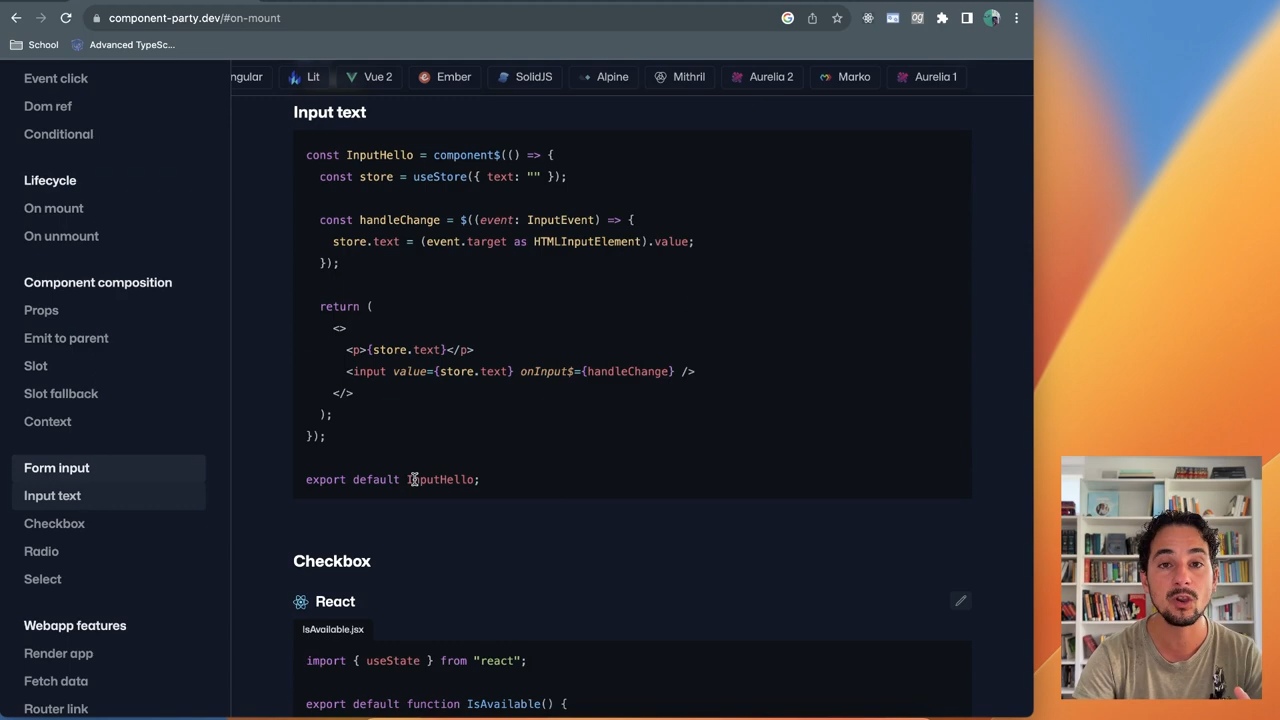 component-party.dev/#on-mount
School
Advanced TypeSc...
Event click
Dom ref
Conditional
Lifecycle
On mount
On unmount
Component composition
Props
Emit to parent
Slot
Slot fallback
Context
Form input
Input text
Checkbox
Radio
Select
Webapp features
Render app
Fetch data
Router link
ngular
Lit
Vue 2
Ember
SolidJS
Alpine
Mithril
Aurelia 2
Marko
Aurelia 1
Input text
const InputHello = component$(() => {
const store = useStore({ text: "" });
const handleChange = $((event: InputEvent) => {
store.text = (event.target as HTMLInputElement).value;
});
return (
<>
<p>{store.text}</p>
<input value={store.text} onInput$={handleChange} />
</>
);
});
export default InputHello;
Checkbox
React
IsAvailable.jsx
import { useState } from "react";
export default function IsAvailable() {